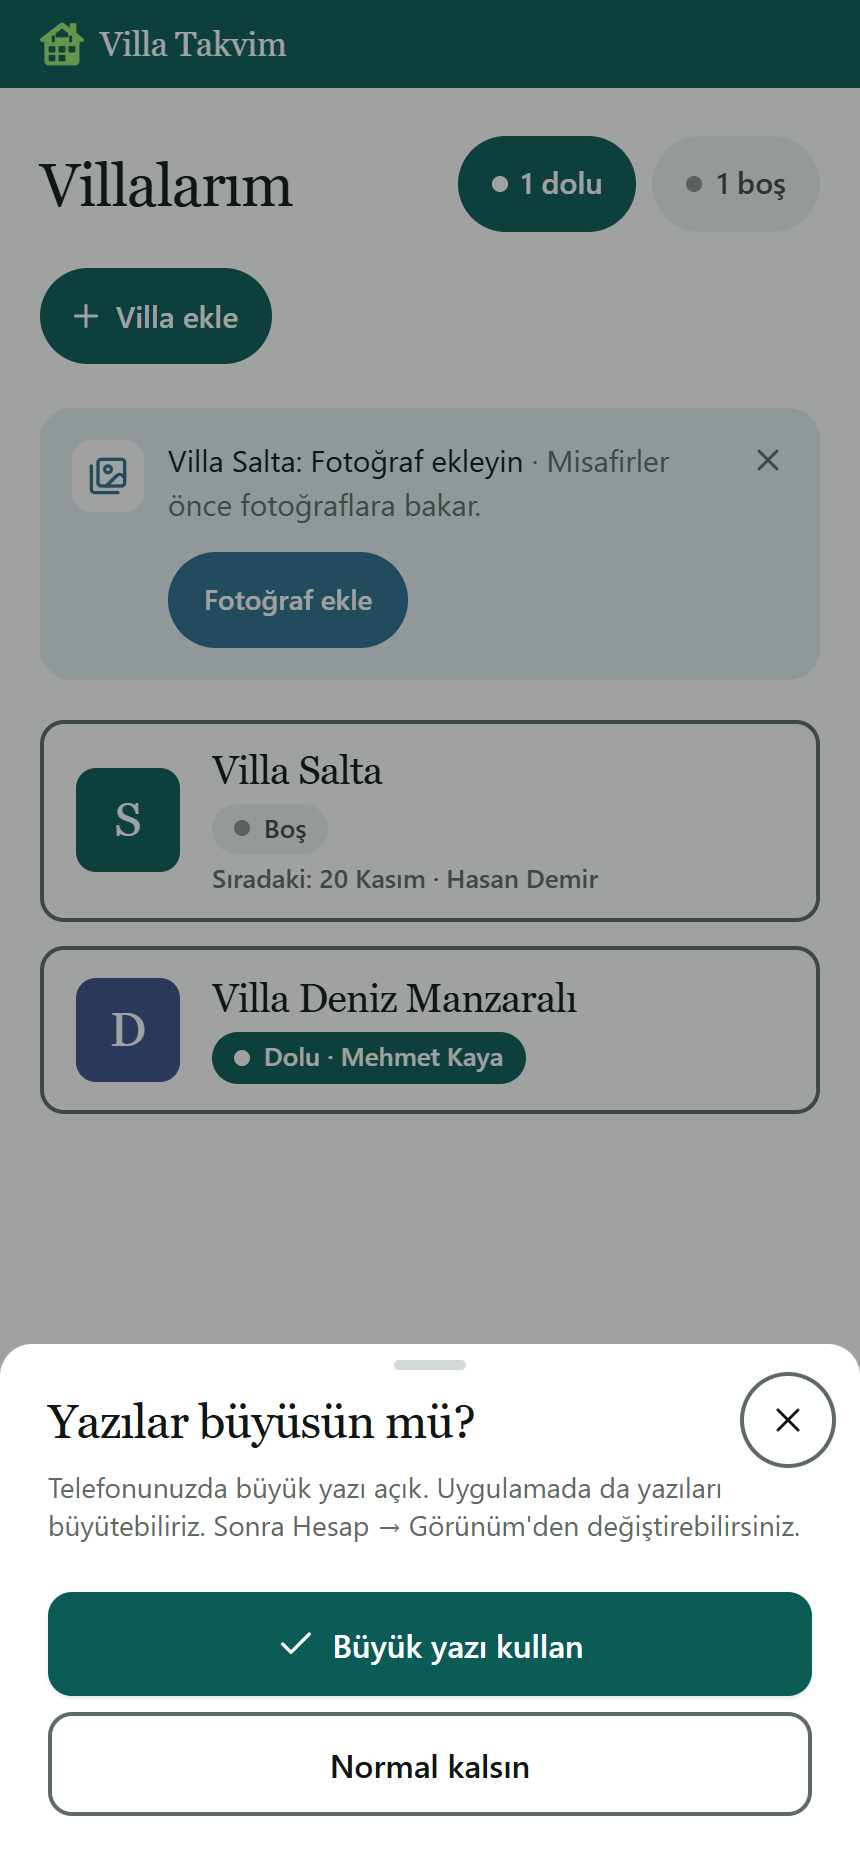 Villa Takvim
Villalarım
1 dolu
1 boş
Villa ekle
Villa Salta: Fotoğraf ekleyin · Misafirler
önce fotoğraflara bakar.
Fotoğraf ekle
S
Villa Salta
Boş
Sıradaki: 20 Kasım · Hasan Demir
D
Villa Deniz Manzaralı
Dolu · Mehmet Kaya
Yazılar büyüsün mü?
Telefonunuzda büyük yazı açık. Uygulamada da yazıları
büyütebiliriz. Sonra Hesap → Görünüm'den değiştirebilirsiniz.
Büyük yazı kullan
Normal kalsın